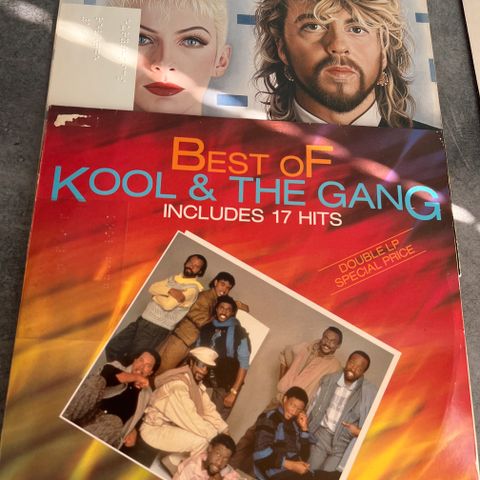 BEST OF
KOOL & THE GANG
INCLUDES 17 HITS
DOUBLE LP
SPECIAL PRICE